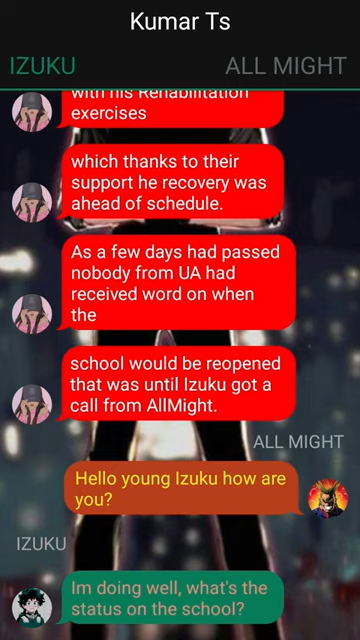 Kumar Ts
IZUKU
ALL MIGHT
with his Rehabilitation
exercises
which thanks to their
support he recovery was
ahead of schedule.
As a few days had passed
nobody from UA had
received word on when
the
school would be reopened
that was until Izuku got a
call from AllMight.
ALL MIGHT
Hello young Izuku how are
you?
IZUKU
Im doing well, what's the
status on the school?